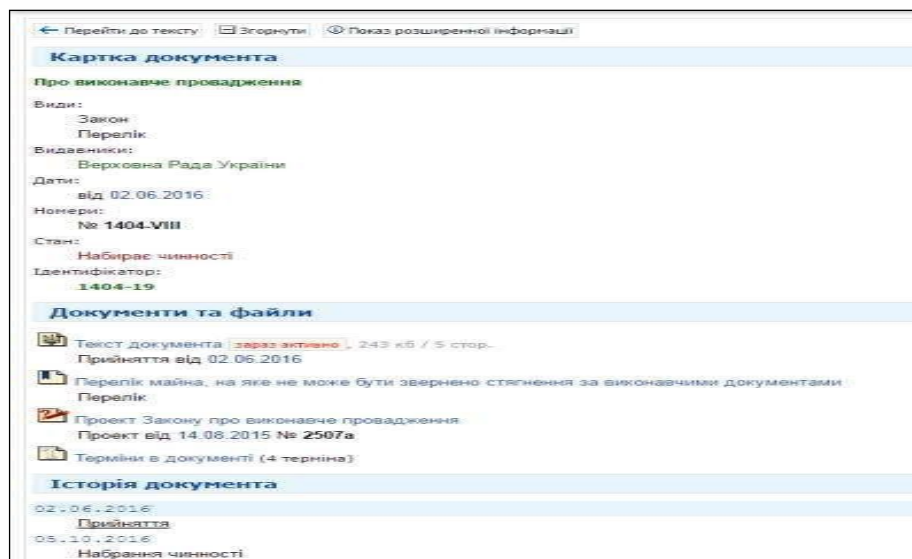 Перейти до тексту Згорнути Показ розширенної інформації
Картка документа
Про виконавче провадження
Види:
Закон
Перелік
Видавники:
Верховна Рада України
Дати:
від 02.06.2016
Номери:
№ 1404-VIII
Стан:
Набирає чинності
Ідентифікатор:
1404-19
Документи та файли
Текст документа зараз активно , 243 кб / 5 стор.
Прийняття від 02.06.2016
Перелік майна, на яке не може бути звернено стягнення за виконавчими документами
Перелік
Проект Закону про виконавче провадження
Проект від 14.08.2015 № 2507а
Терміни в документі (4 терміна)
Історія документа
02.06.2016
Прийняття
05.10.2016
Набрання чинності